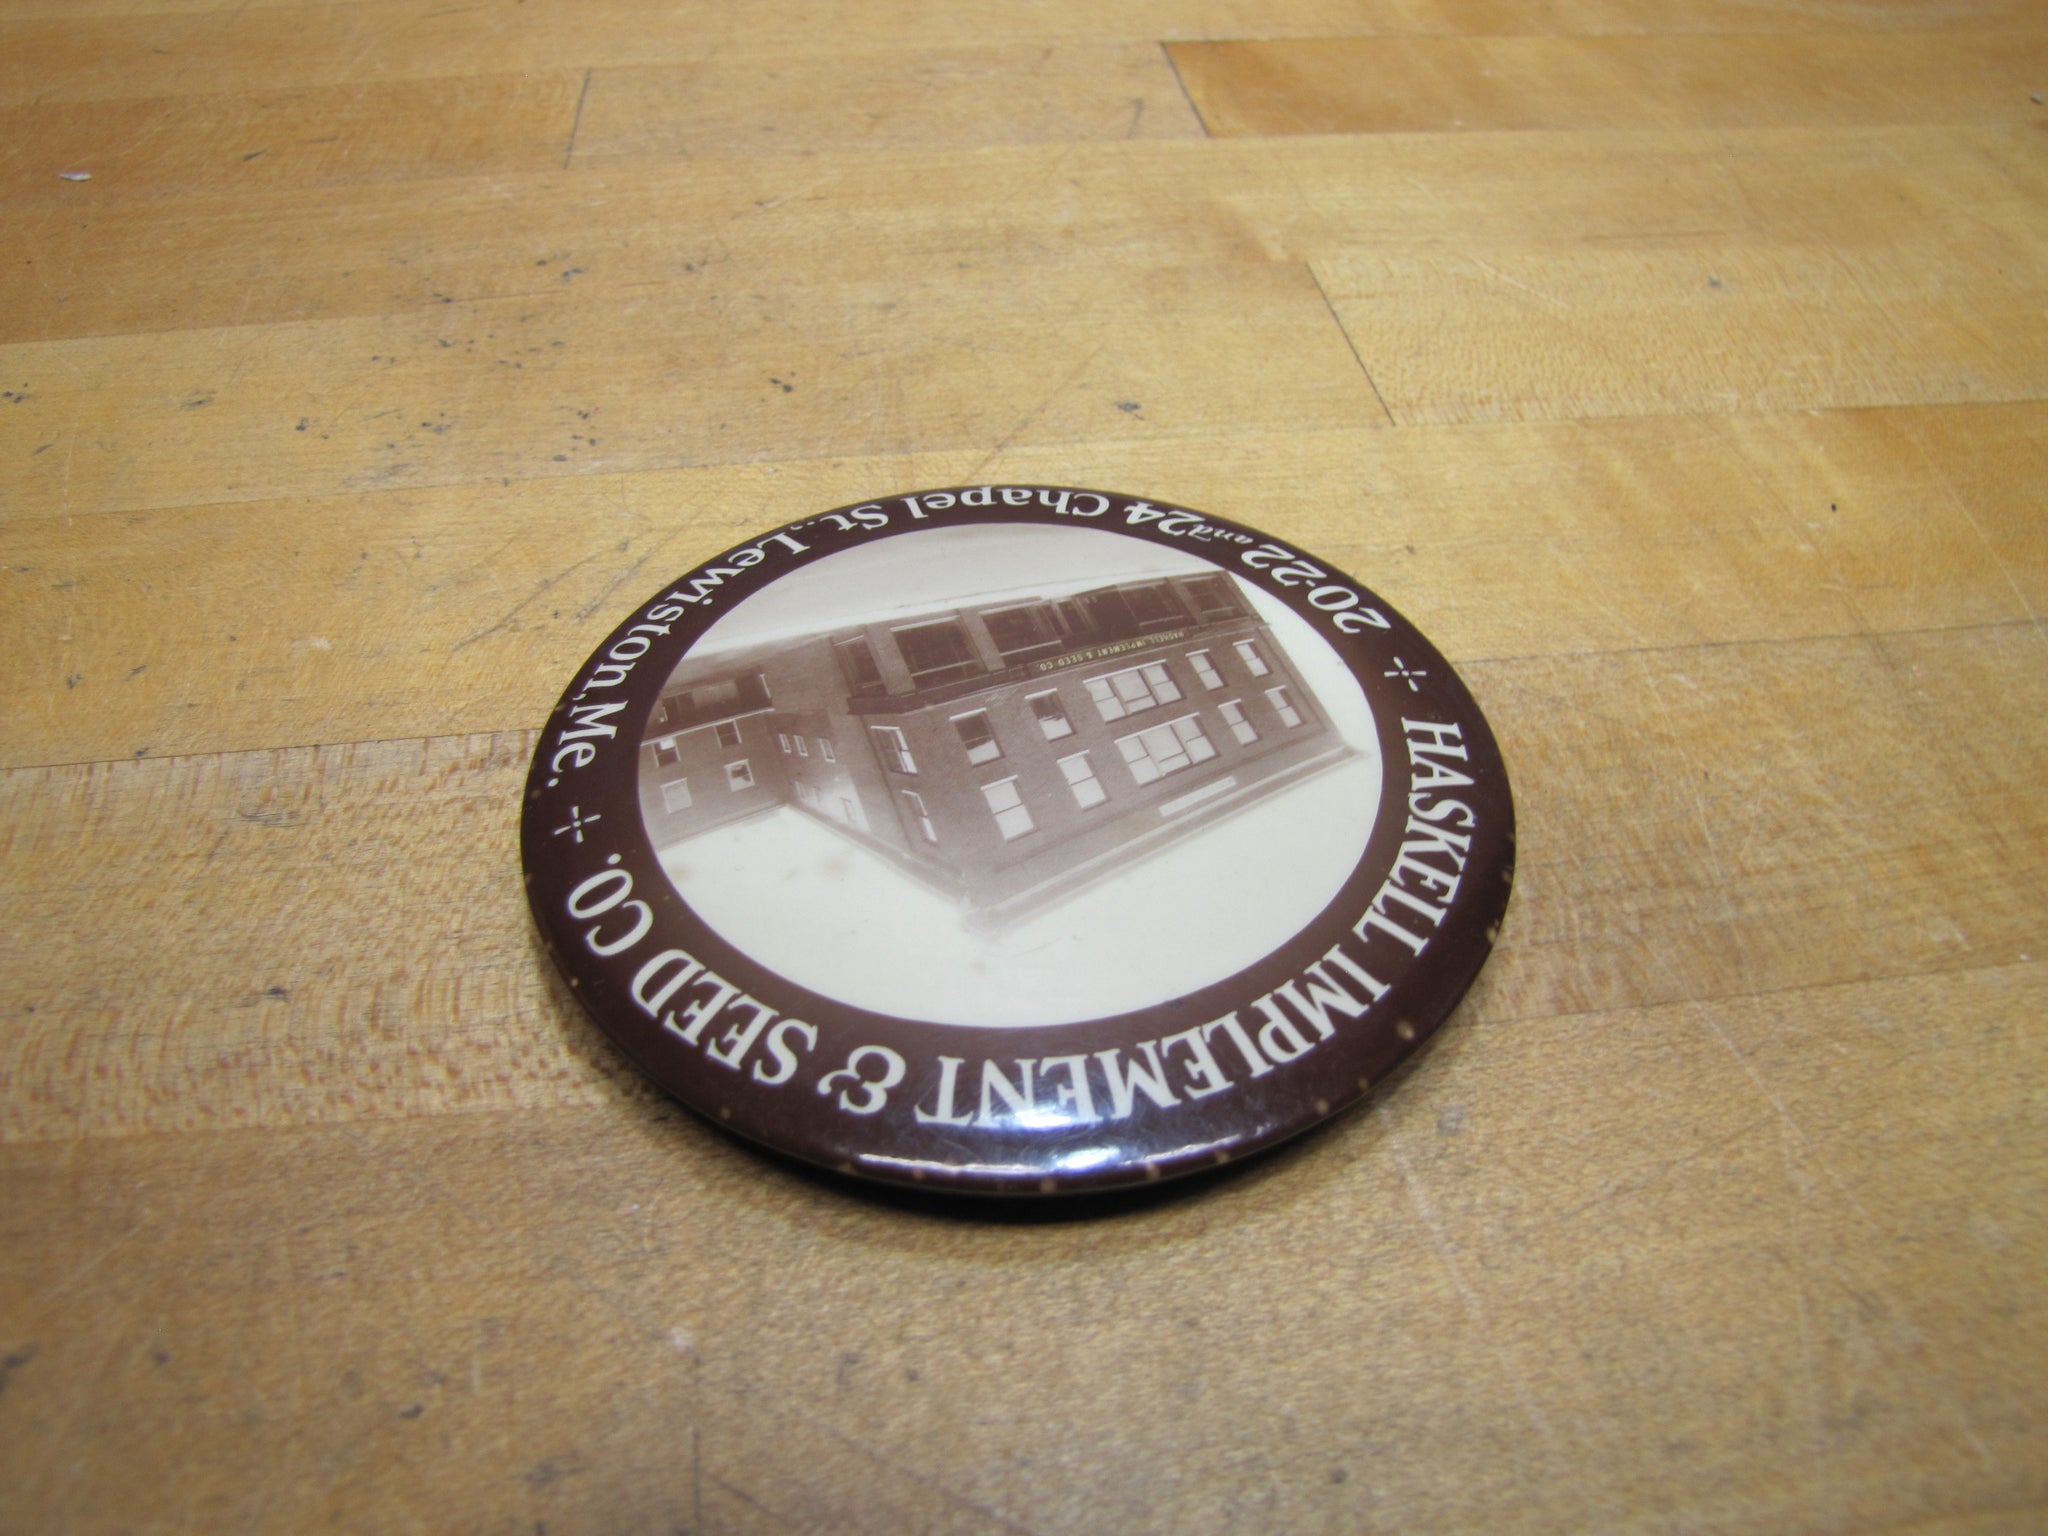 HASKELL IMPLEMENT & SEED CO.
20-22 and 24 Chapel St., Lewiston, Me.
HASKELL IMPLEMENT & SEED CO.